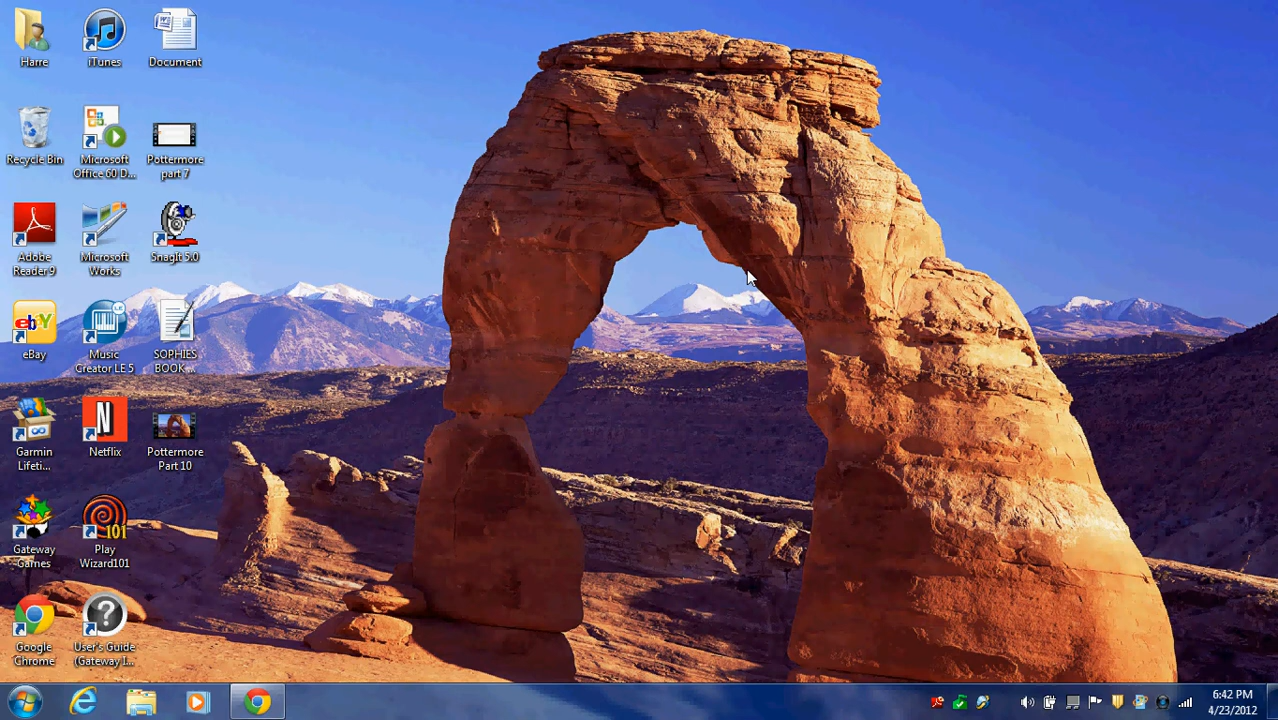 Harre
iTunes
Document
Recycle Bin
Microsoft
Office 60 D...
Pottermore
part 7
Adobe
Reader 9
Microsoft
Works
SnagIt 5.0
ebY
eBay
Music
Creator LE 5
SOPHIES
BOOK ...
Garmin
Lifeti...
N
Netflix
Pottermore
Part 10
Gateway
Games
101
Play
Wizard101
Google
Chrome
?
User's Guide
(Gateway I...
6:42 PM
4/23/2012